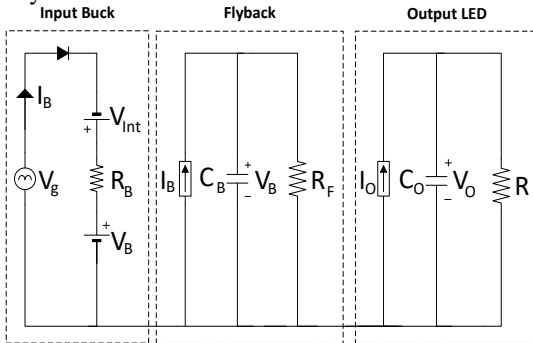 Input Buck
Flyback
Output LED
I_B
V_g
V_Int
+
R_B
+
V_B
I_B
C_B
+
V_B
-
R_F
I_O
C_O
+
V_O
-
R